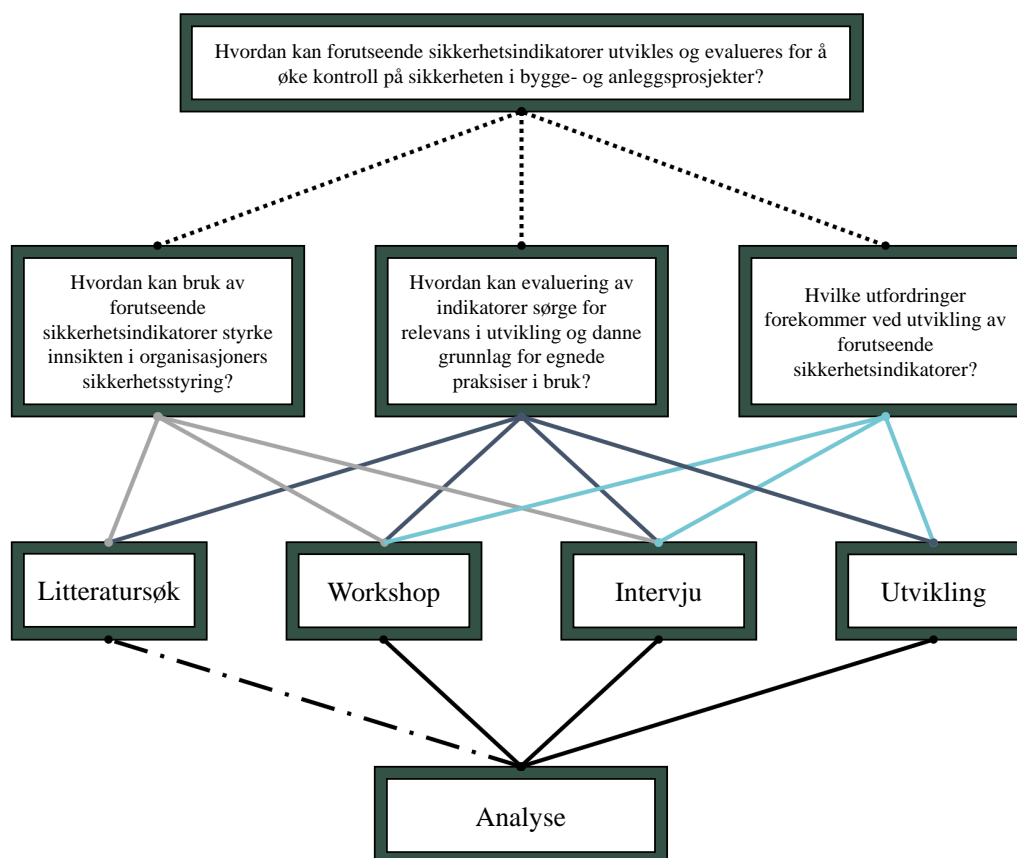 Hvordan kan forutseende sikkerhetsindikatorer utvikles og evalueres for å
øke kontroll på sikkerheten i bygge- og anleggsprosjekter?
Hvordan kan bruk av
forutseende
sikkerhetsindikatorer styrke
innsikten i organisasjoners
sikkerhetsstyring?
Hvordan kan evaluering av
indikatorer sørge for
relevans i utvikling og danne
grunnlag for egnede
praksiser i bruk?
Hvilke utfordringer
forekommer ved utvikling av
forutseende
sikkerhetsindikatorer?
Litteratursøk
Workshop
Intervju
Utvikling
Analyse